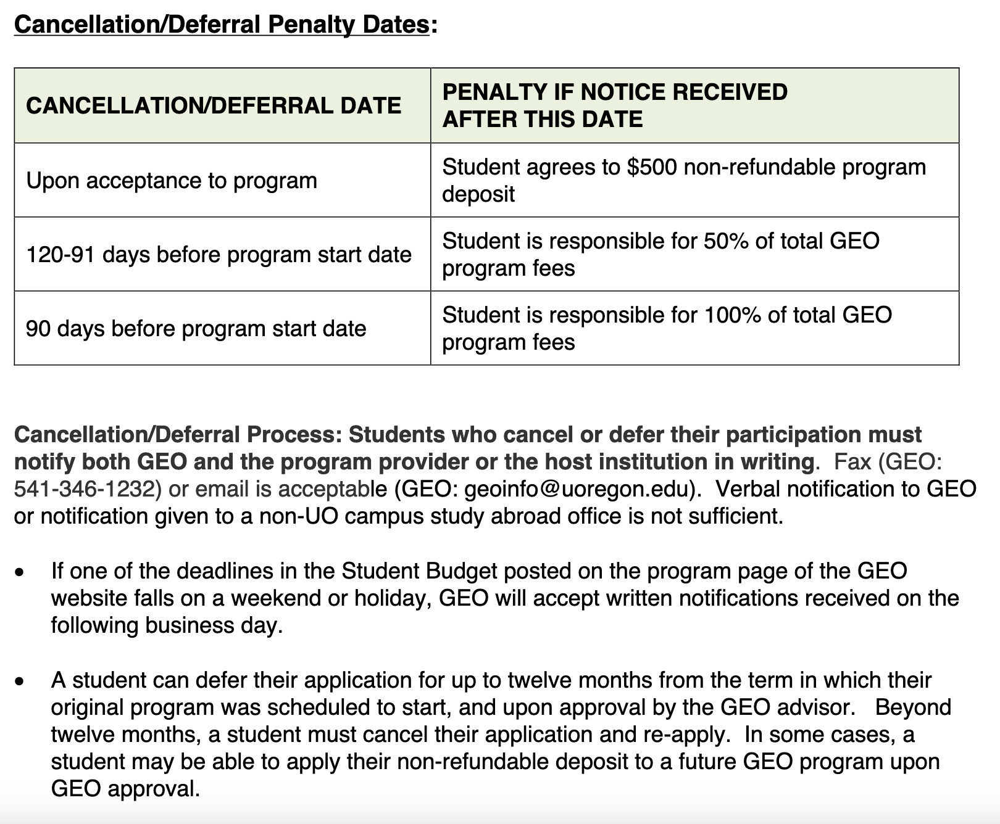 Cancellation/Deferral Penalty Dates:
CANCELLATION/DEFERRAL DATE
PENALTY IF NOTICE RECEIVED
AFTER THIS DATE
Upon acceptance to program
Student agrees to $500 non-refundable program
deposit
120-91 days before program start date
Student is responsible for 50% of total GEO
program fees
90 days before program start date
Student is responsible for 100% of total GEO
program fees
Cancellation/Deferral Process: Students who cancel or defer their participation must
notify both GEO and the program provider or the host institution in writing.  Fax (GEO:
541-346-1232) or email is acceptable (GEO: geoinfo@uoregon.edu).  Verbal notification to GEO
or notification given to a non-UO campus study abroad office is not sufficient.
• If one of the deadlines in the Student Budget posted on the program page of the GEO
website falls on a weekend or holiday, GEO will accept written notifications received on the
following business day.
• A student can defer their application for up to twelve months from the term in which their
original program was scheduled to start, and upon approval by the GEO advisor.   Beyond
twelve months, a student must cancel their application and re-apply.  In some cases, a
student may be able to apply their non-refundable deposit to a future GEO program upon
GEO approval.